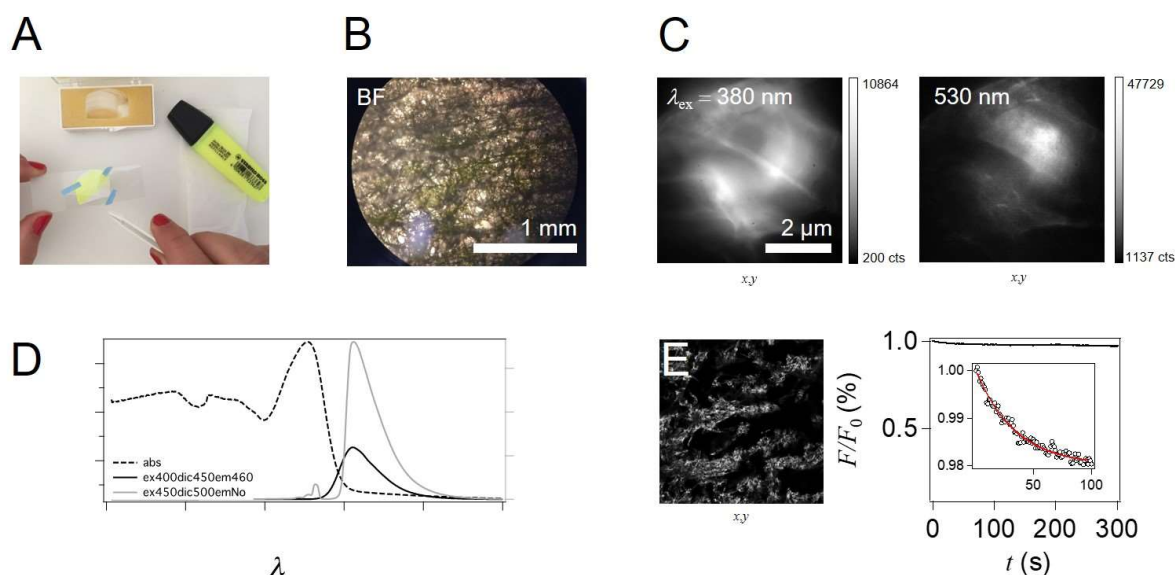 A
B
C
BF
1 mm
λex = 380 nm
2 µm
x,y
10864
200 cts
530 nm
x,y
47729
1137 cts
D
abs
ex400dic450em460
ex450dic500emNo
λ
E
x,y
F/F0 (%)
1.0
0.5
1.00
0.99
0.98
50
100
0
100
200
300
t (s)